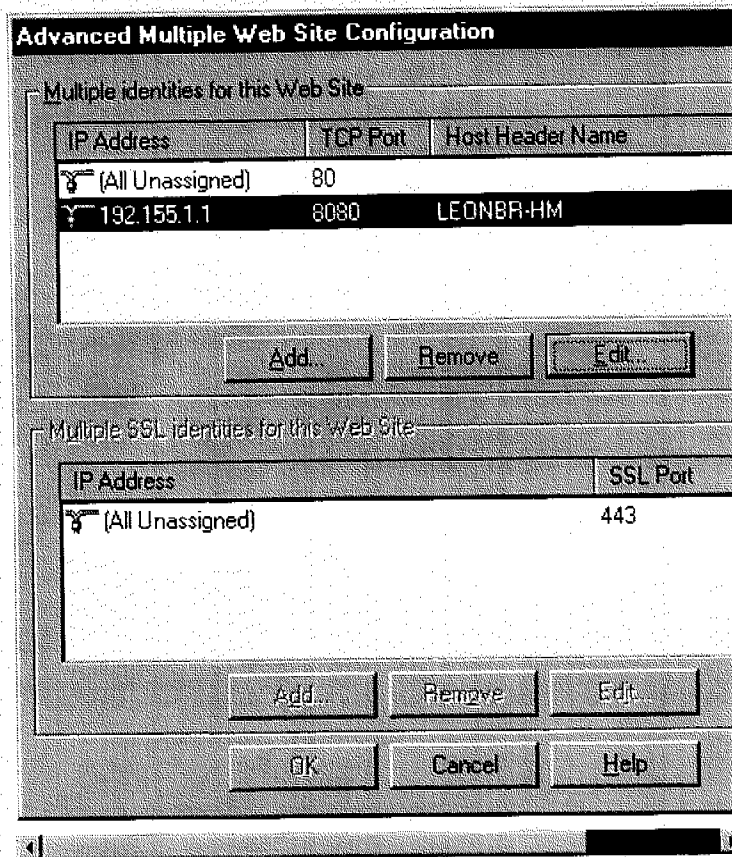 Advanced Multiple Web Site Configuration
Multiple identities for this Web Site
IP Address TCP Port Host Header Name
(All Unassigned) 80
192.155.1.1 8080 LEONBR-HM
Add... Remove Edit...
Multiple SSL identities for this Web Site
IP Address SSL Port
(All Unassigned) 443
Add... Remove Edit...
OK Cancel Help